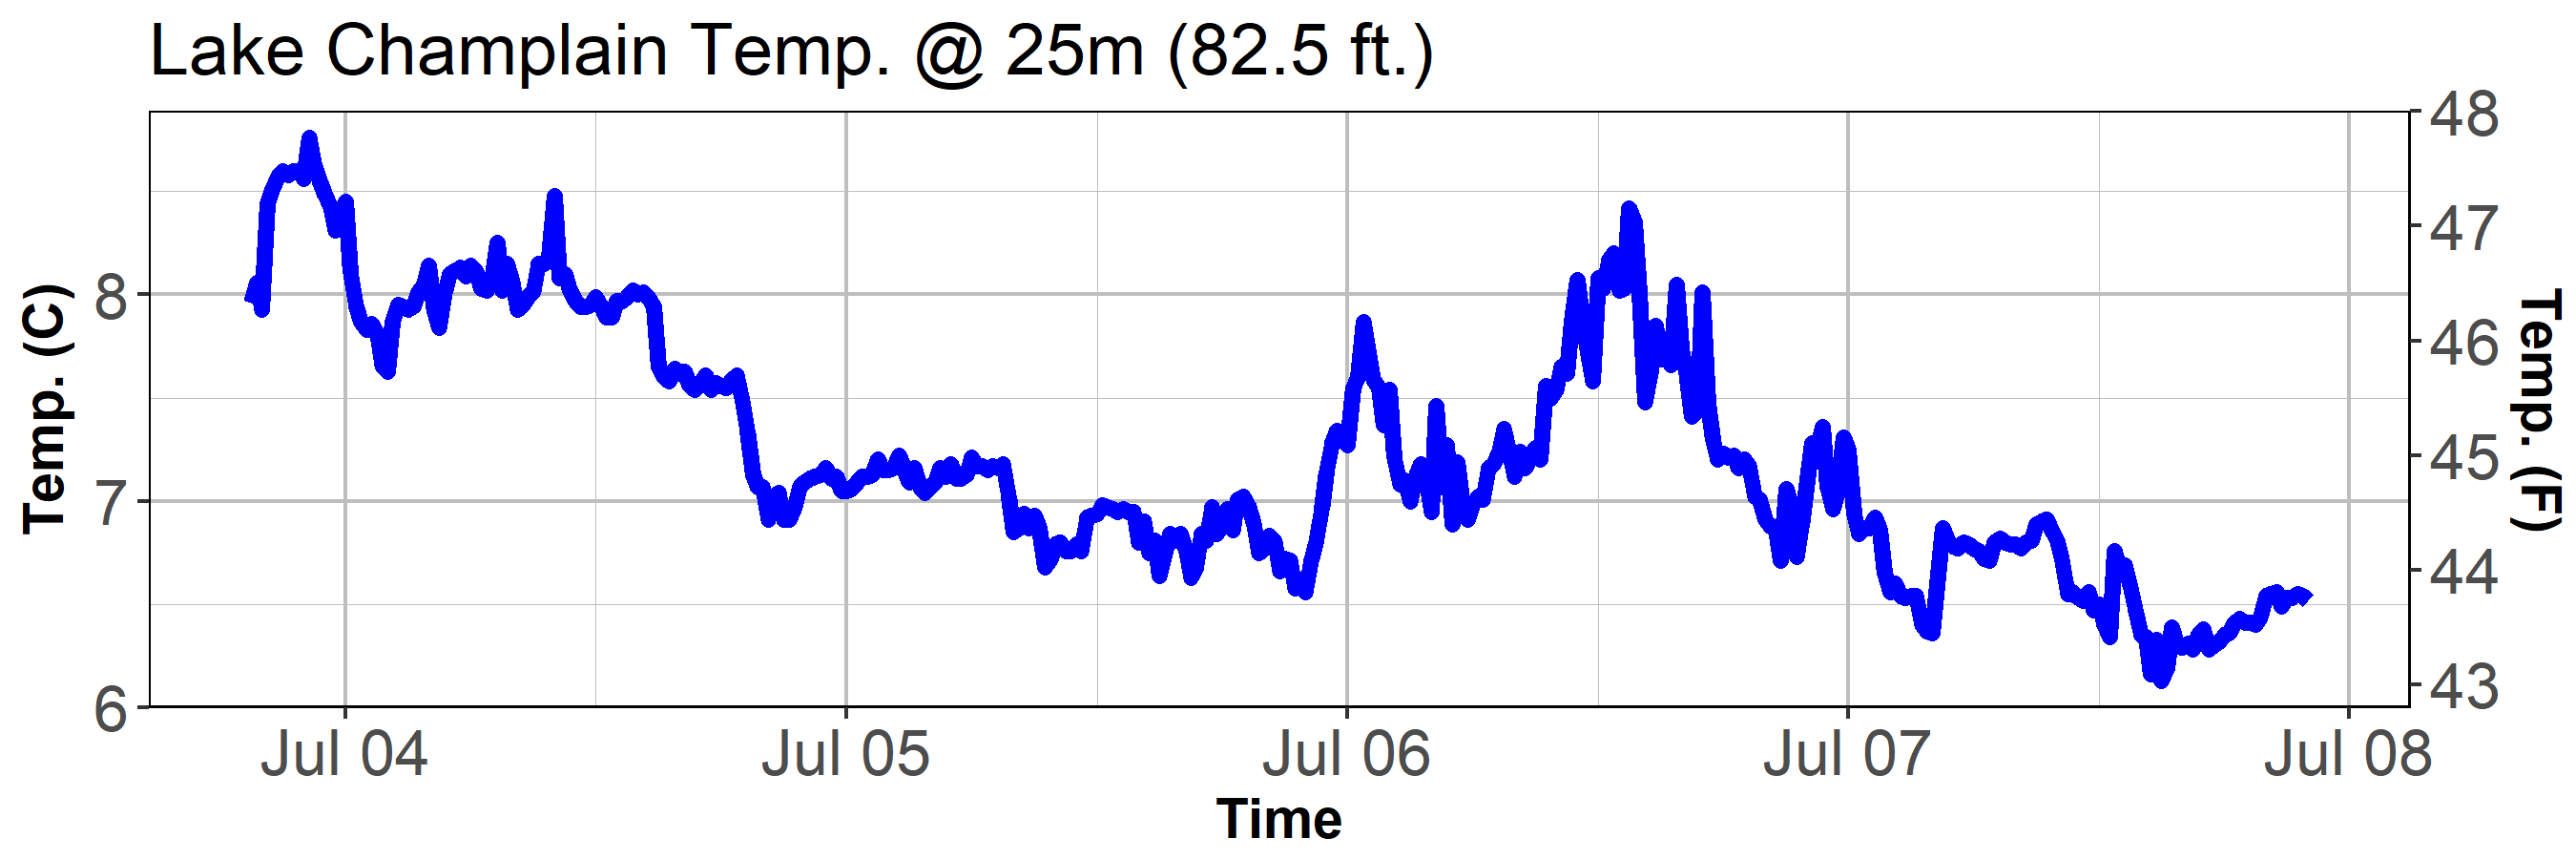 Lake Champlain Temp. @ 25m (82.5 ft.)
Temp. (C)
8
7
6
48
47
46
45
44
43
Temp. (F)
Jul 04 Jul 05 Jul 06 Jul 07 Jul 08
Time